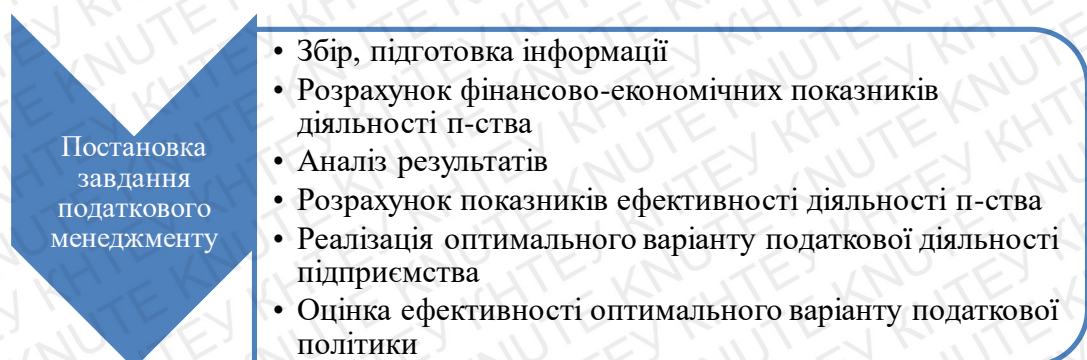 Постановка
завдання
податкового
менеджменту
• Збір, підготовка інформації
• Розрахунок фінансово-економічних показників
діяльності п-ства
• Аналіз результатів
• Розрахунок показників ефективності діяльності п-ства
• Реалізація оптимального варіанту податкової діяльності
підприємства
• Оцінка ефективності оптимального варіанту податкової
політики